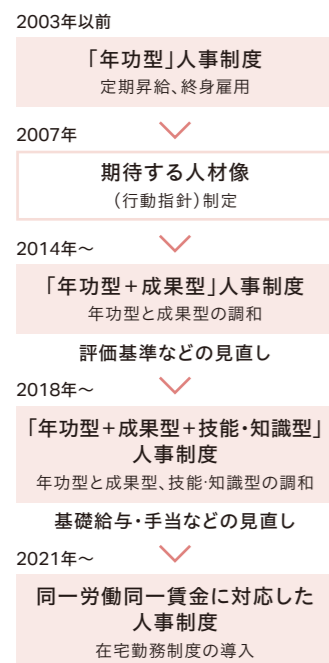 2003年以前
「年功型」人事制度
定期昇給、終身雇用
2007年
期待する人材像
（行動指針）制定
2014年～
「年功型＋成果型」人事制度
年功型と成果型の調和
評価基準などの見直し
2018年～
「年功型＋成果型＋技能・知識型」
人事制度
年功型と成果型、技能・知識型の調和
基礎給与・手当などの見直し
2021年～
同一労働同一賃金に対応した
人事制度
在宅勤務制度の導入